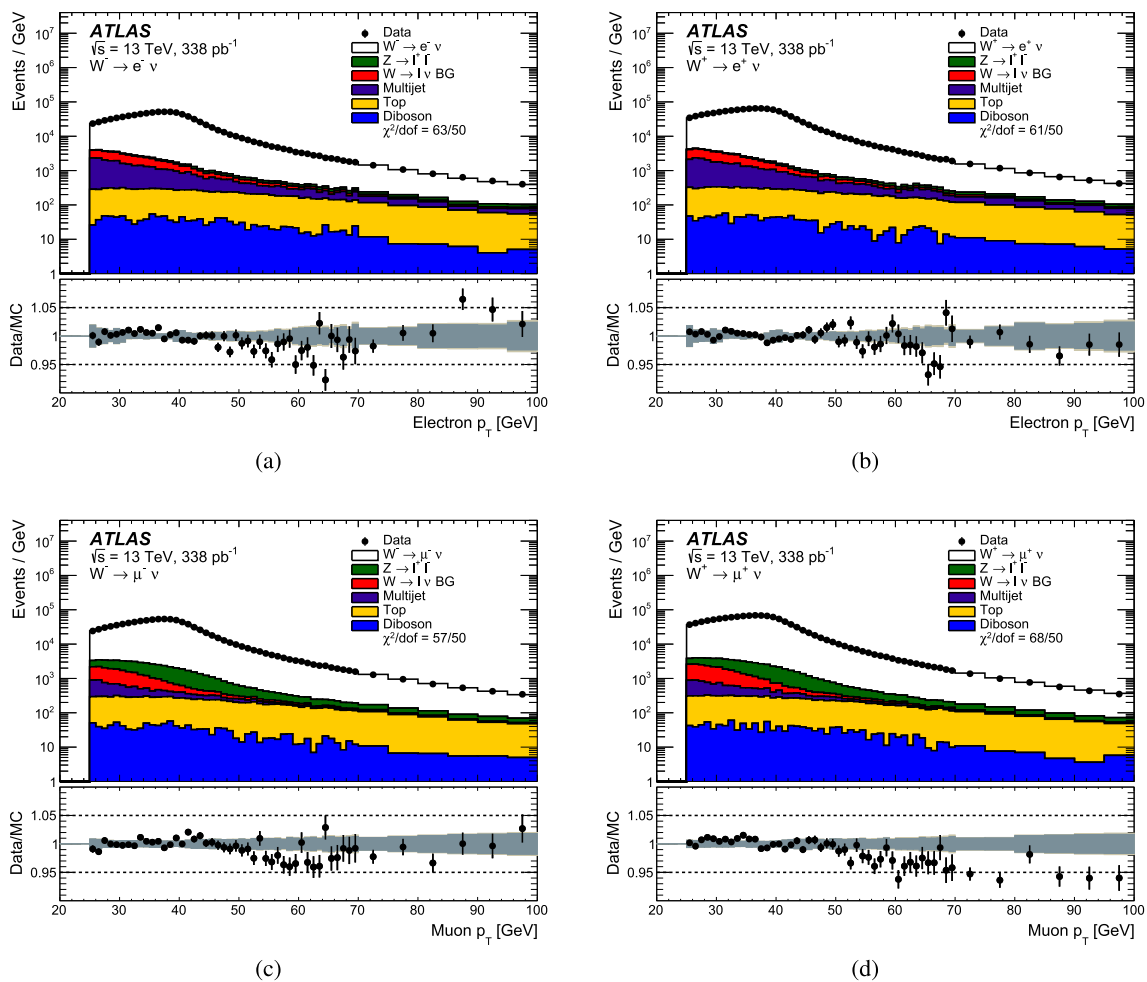 ATLAS
√s = 13 TeV, 338 pb⁻¹
W⁻ → e⁻ ν
Data
W⁻ → e⁻ ν
Z → l⁺ l⁻
W → l ν BG
Multijet
Top
Diboson
χ²/dof = 63/50
Events / GeV
10⁷
10⁶
10⁵
10⁴
10³
10²
10
1
Data/MC
1.05
1
0.95
20 30 40 50 60 70 80 90 100
Electron p_T [GeV]
(a)
ATLAS
√s = 13 TeV, 338 pb⁻¹
W⁺ → e⁺ ν
Data
W⁺ → e⁺ ν
Z → l⁺ l⁻
W → l ν BG
Multijet
Top
Diboson
χ²/dof = 61/50
Events / GeV
10⁷
10⁶
10⁵
10⁴
10³
10²
10
1
Data/MC
1.05
1
0.95
20 30 40 50 60 70 80 90 100
Electron p_T [GeV]
(b)
ATLAS
√s = 13 TeV, 338 pb⁻¹
W⁻ → μ⁻ ν
Data
W⁻ → μ⁻ ν
Z → l⁺ l⁻
W → l ν BG
Multijet
Top
Diboson
χ²/dof = 57/50
Events / GeV
10⁷
10⁶
10⁵
10⁴
10³
10²
10
1
Data/MC
1.05
1
0.95
20 30 40 50 60 70 80 90 100
Muon p_T [GeV]
(c)
ATLAS
√s = 13 TeV, 338 pb⁻¹
W⁺ → μ⁺ ν
Data
W⁺ → μ⁺ ν
Z → l⁺ l⁻
W → l ν BG
Multijet
Top
Diboson
χ²/dof = 68/50
Events / GeV
10⁷
10⁶
10⁵
10⁴
10³
10²
10
1
Data/MC
1.05
1
0.95
20 30 40 50 60 70 80 90 100
Muon p_T [GeV]
(d)